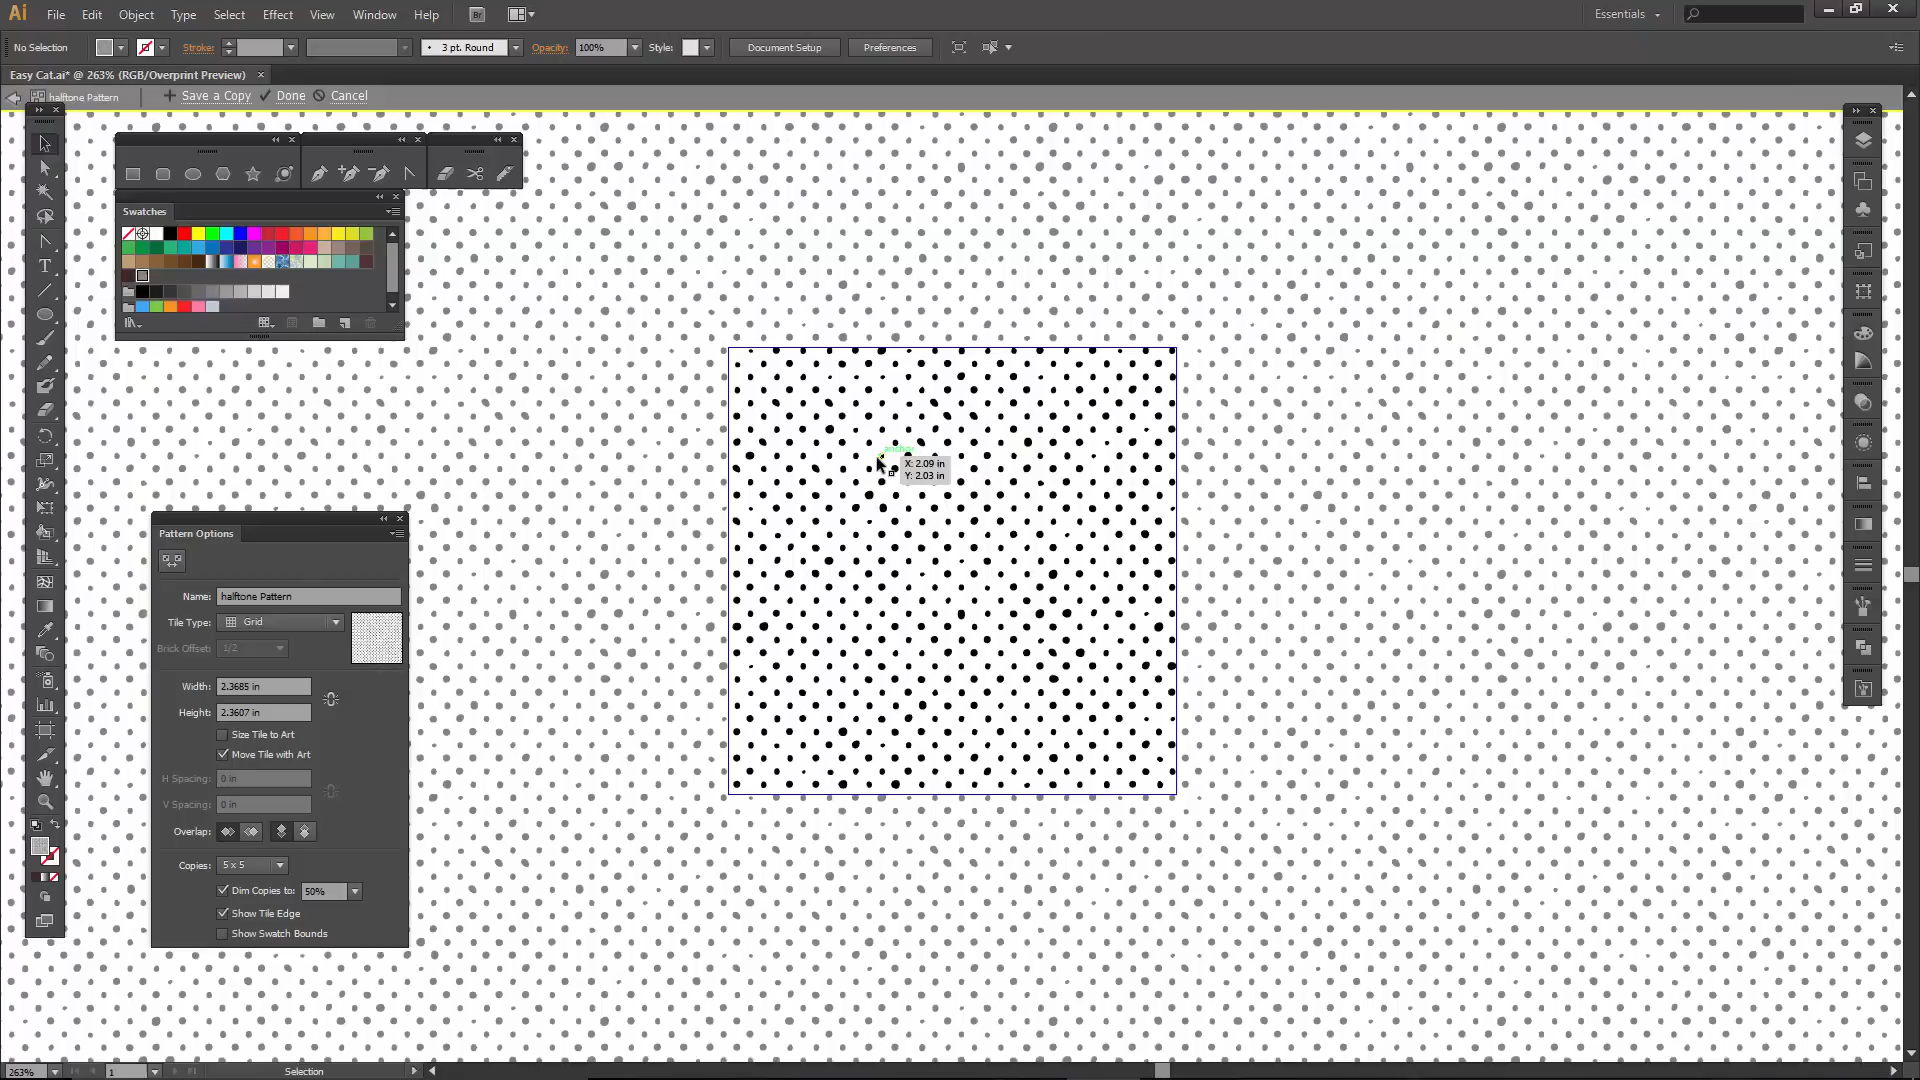 Ai File Edit Object Type Select Effect View Window Help Br Essentials
No Selection Stroke: 3 pt. Round Opacity: 100% Style: Document Setup Preferences
Easy Cat.ai* @ 263% (RGB/Overprint Preview)
halftone Pattern Save a Copy Done Cancel
Swatches
X: 2.09 in
Y: 2.03 in
Pattern Options
Name: halftone Pattern
Tile Type: Grid
Brick Offset: 1/2
Width: 2.3685 in
Height: 2.3607 in
Size Tile to Art
Move Tile with Art
H Spacing: 0 in
V Spacing: 0 in
Overlap:
Copies: 5 x 5
Dim Copies to: 50%
Show Tile Edge
Show Swatch Bounds
263% 1 Selection